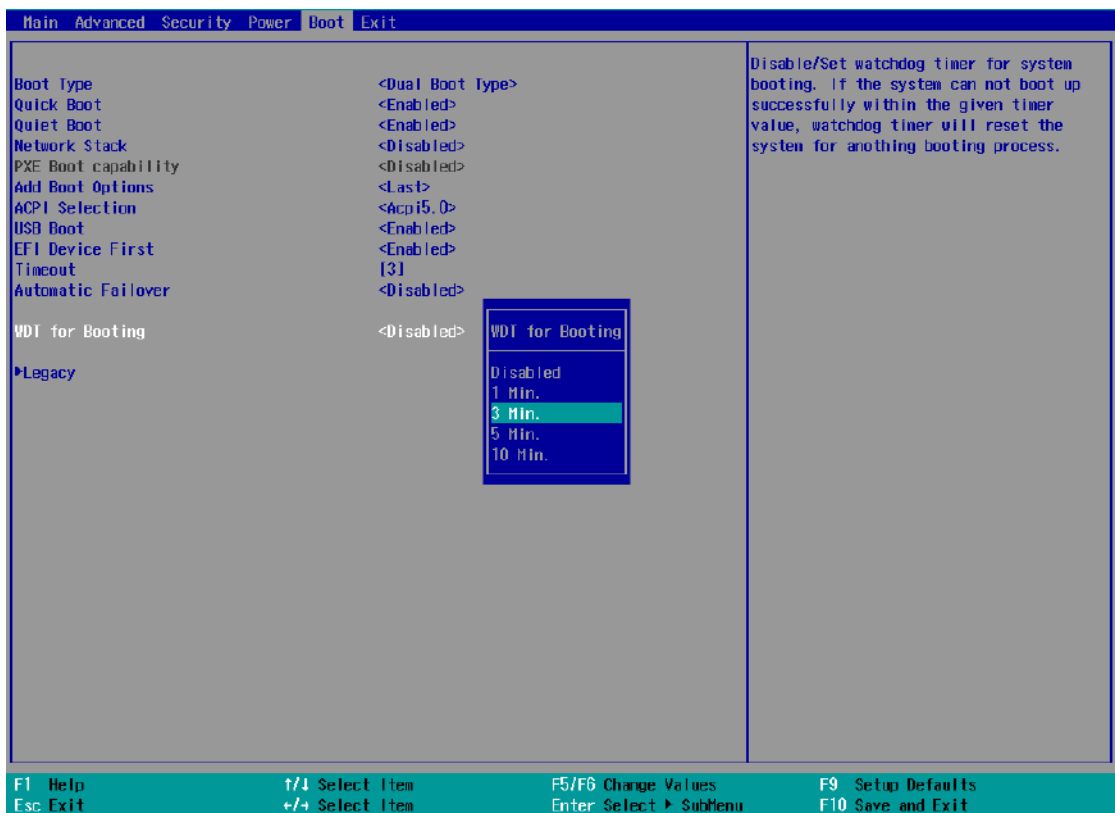 Main Advanced Security Power Boot Exit
Boot Type <Dual Boot Type>
Quick Boot <Enabled>
Quiet Boot <Enabled>
Network Stack <Disabled>
PXE Boot capability <Disabled>
Add Boot Options <Last>
ACPI Selection <Acpi5.0>
USB Boot <Enabled>
EFI Device First <Enabled>
Timeout [3]
Automatic Failover <Disabled>
WDT for Booting <Disabled>
▶Legacy
WDT for Booting
Disabled
1 Min.
3 Min.
5 Min.
10 Min.
Disable/Set watchdog timer for system
booting. If the system can not boot up
successfully within the given timer
value, watchdog timer will reset the
system for anothing booting process.
F1 Help ↑/↓ Select Item F5/F6 Change Values F9 Setup Defaults
Esc Exit ←/→ Select Item Enter Select ▶ SubMenu F10 Save and Exit